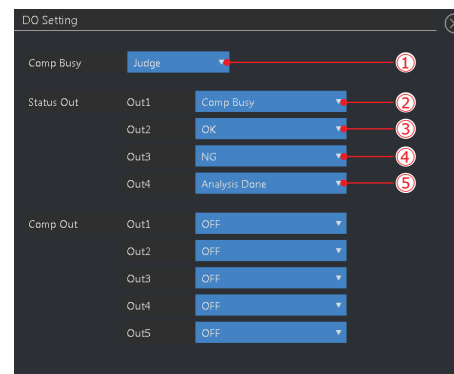 DO Setting
Comp Busy Judge ①
Status Out Out1 Comp Busy ②
Out2 OK ③
Out3 NG ④
Out4 Analysis Done ⑤
Comp Out Out1 OFF
Out2 OFF
Out3 OFF
Out4 OFF
Out5 OFF